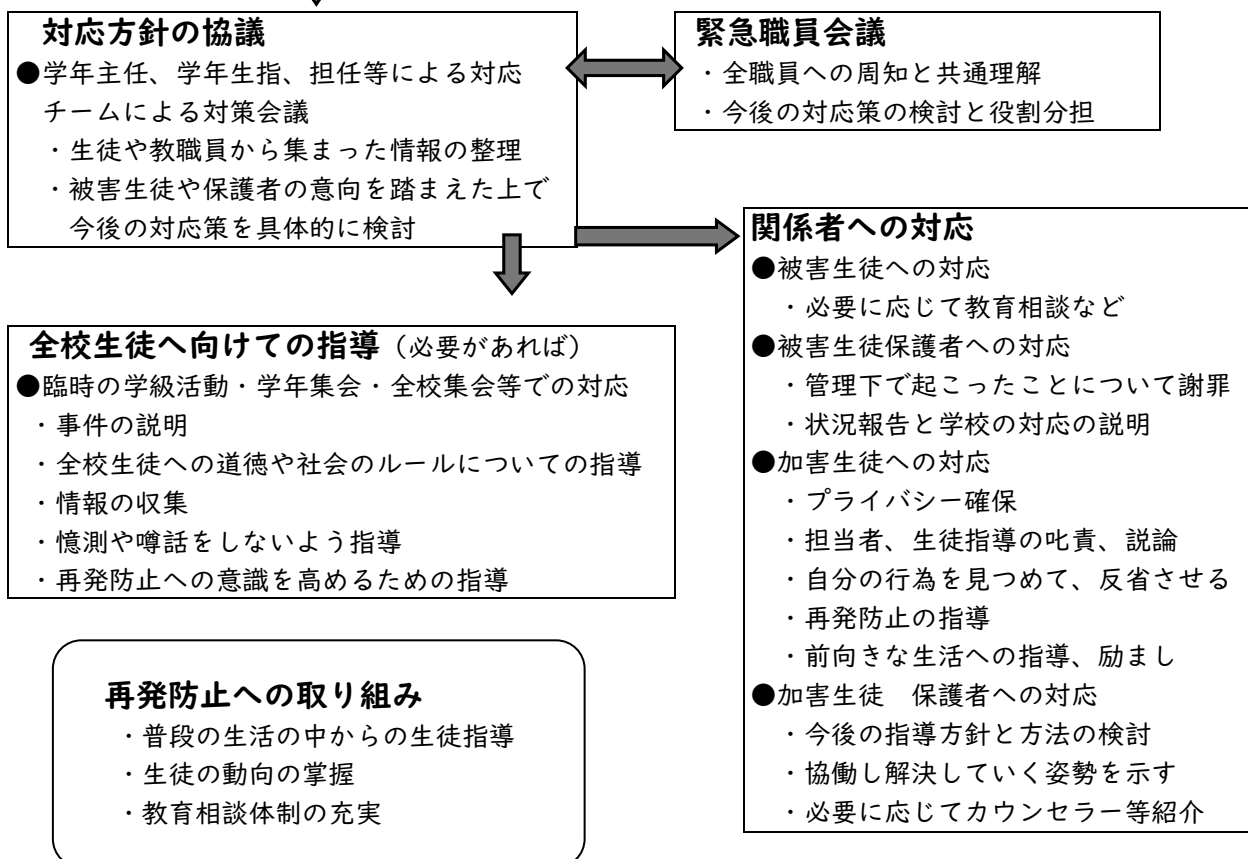 対応方針の協議
●学年主任、学年生指、担任等による対応
チームによる対策会議
・生徒や教職員から集まった情報の整理
・被害生徒や保護者の意向を踏まえた上で
今後の対応策を具体的に検討
緊急職員会議
・全職員への周知と共通理解
・今後の対応策の検討と役割分担
関係者への対応
●被害生徒への対応
・必要に応じて教育相談など
●被害生徒保護者への対応
・管理下で起こったことについて謝罪
・状況報告と学校の対応の説明
●加害生徒への対応
・プライバシー確保
・担当者、生徒指導の叱責、説論
・自分の行為を見つめて、反省させる
・再発防止の指導
・前向きな生活への指導、励まし
●加害生徒　保護者への対応
・今後の指導方針と方法の検討
・協働し解決していく姿勢を示す
・必要に応じてカウンセラー等紹介
全校生徒へ向けての指導（必要があれば）
●臨時の学級活動・学年集会・全校集会等での対応
・事件の説明
・全校生徒への道徳や社会のルールについての指導
・情報の収集
・憶測や噂話をしないよう指導
・再発防止への意識を高めるための指導
再発防止への取り組み
・普段の生活の中からの生徒指導
・生徒の動向の掌握
・教育相談体制の充実